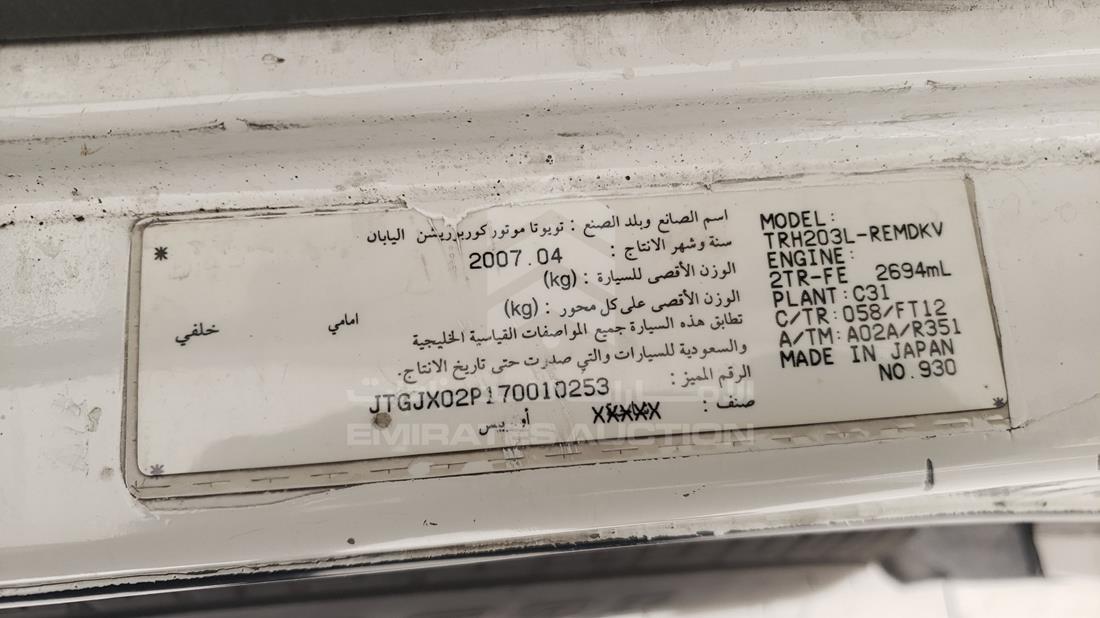 اسم الصانع وبلد الصنع : تويوتا موتور كوربوريشن اليابان
سنة وشهر الانتاج : 2007.04
الوزن الأقصى للسيارة : (kg)
الوزن الأقصى على كل محور : (kg) امامي خلفي
تطابق هذه السيارة جميع المواصفات القياسية الخليجية
والسعودية للسيارات والتي صدرت حتى تاريخ الانتاج.
الرقم المميز : JTGJX02P170010253
صنف : XXXXX أو بيس
MODEL:
TRH203L-REMDKV
ENGINE:
2TR-FE 2694mL
PLANT:C31
C/TR:058/FT12
A/TM:A02A/R351
MADE IN JAPAN
NO.930
EMIRATES AUCTION